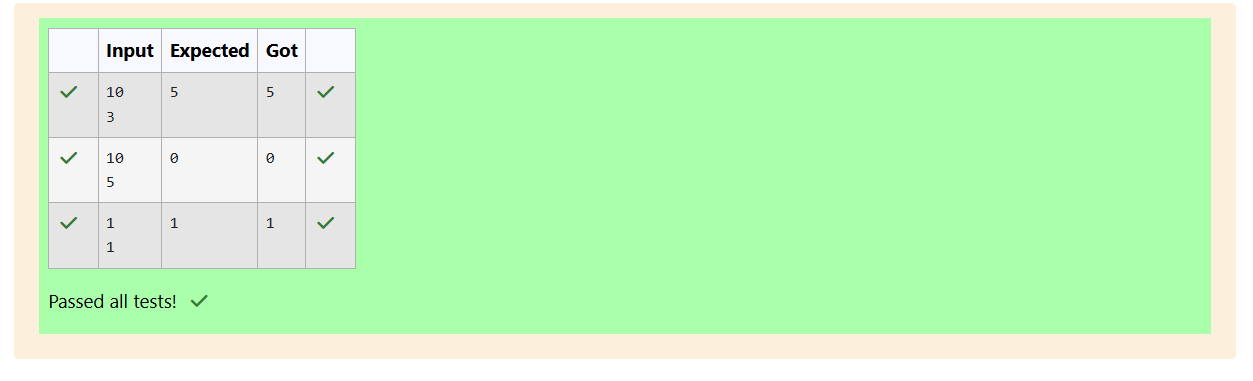 Input Expected Got
10 5 5
3
10 0 0
5
1 1 1
1
Passed all tests!